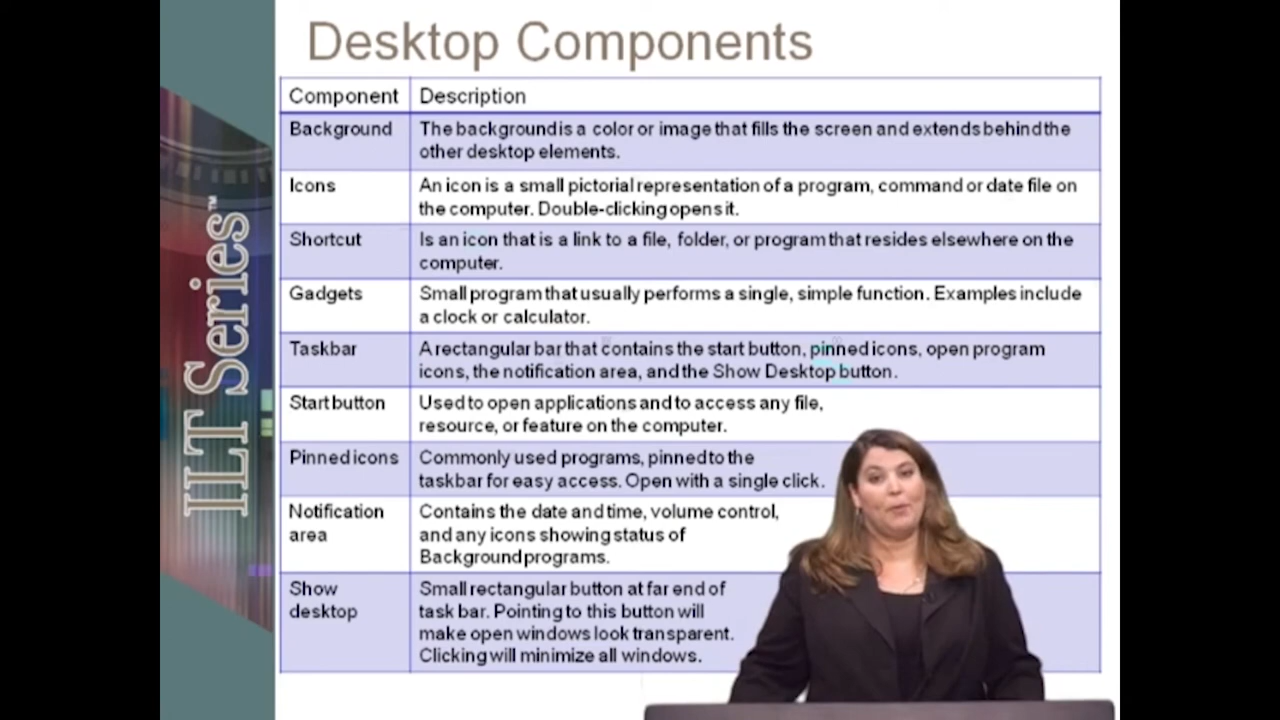 Desktop Components
Component Description
Background The background is a color or image that fills the screen and extends behind the
other desktop elements.
Icons An icon is a small pictorial representation of a program, command or date file on
the computer. Double-clicking opens it.
Shortcut Is an icon that is a link to a file, folder, or program that resides elsewhere on the
computer.
Gadgets Small program that usually performs a single, simple function. Examples include
a clock or calculator.
Taskbar A rectangular bar that contains the start button, pinned icons, open program
icons, the notification area, and the Show Desktop button.
Start button Used to open applications and to access any file,
resource, or feature on the computer.
Pinned icons Commonly used programs, pinned to the
taskbar for easy access. Open with a single click.
Notification Contains the date and time, volume control,
area and any icons showing status of
Background programs.
Show Small rectangular button at far end of
desktop task bar. Pointing to this button will
make open windows look transparent.
Clicking will minimize all windows.
ILT Series™